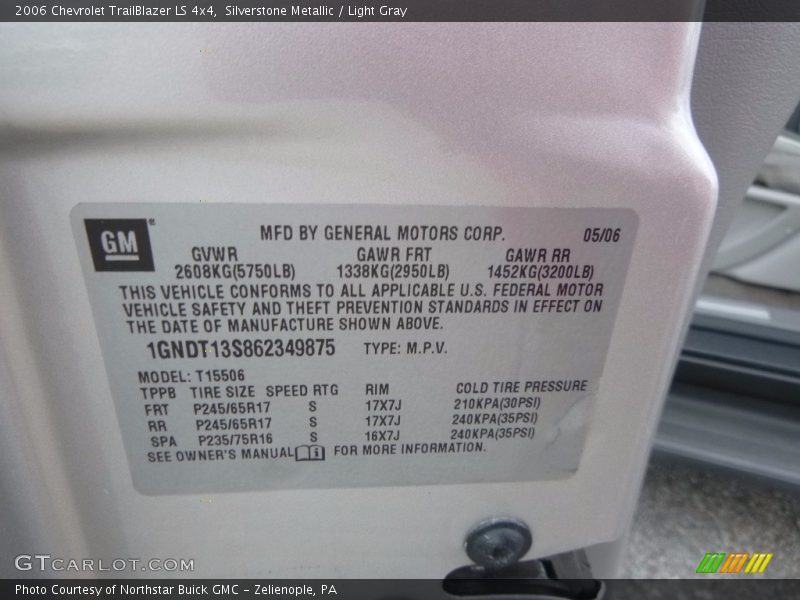 2006 Chevrolet TrailBlazer LS 4x4, Silverstone Metallic / Light Gray
GM
MFD BY GENERAL MOTORS CORP. 05/06
GVWR GAWR FRT GAWR RR
2608KG(5750LB) 1338KG(2950LB) 1452KG(3200LB)
THIS VEHICLE CONFORMS TO ALL APPLICABLE U.S. FEDERAL MOTOR
VEHICLE SAFETY AND THEFT PREVENTION STANDARDS IN EFFECT ON
THE DATE OF MANUFACTURE SHOWN ABOVE.
1GNDT13S862349875 TYPE: M.P.V.
MODEL: T15506
TPPB TIRE SIZE SPEED RTG RIM COLD TIRE PRESSURE
FRT P245/65R17 S 17X7J 210KPA(30PSI)
RR P245/65R17 S 17X7J 240KPA(35PSI)
SPA P235/75R16 S 16X7J 240KPA(35PSI)
SEE OWNER'S MANUAL FOR MORE INFORMATION.
GTCARLOT.COM
Photo Courtesy of Northstar Buick GMC - Zelienople, PA